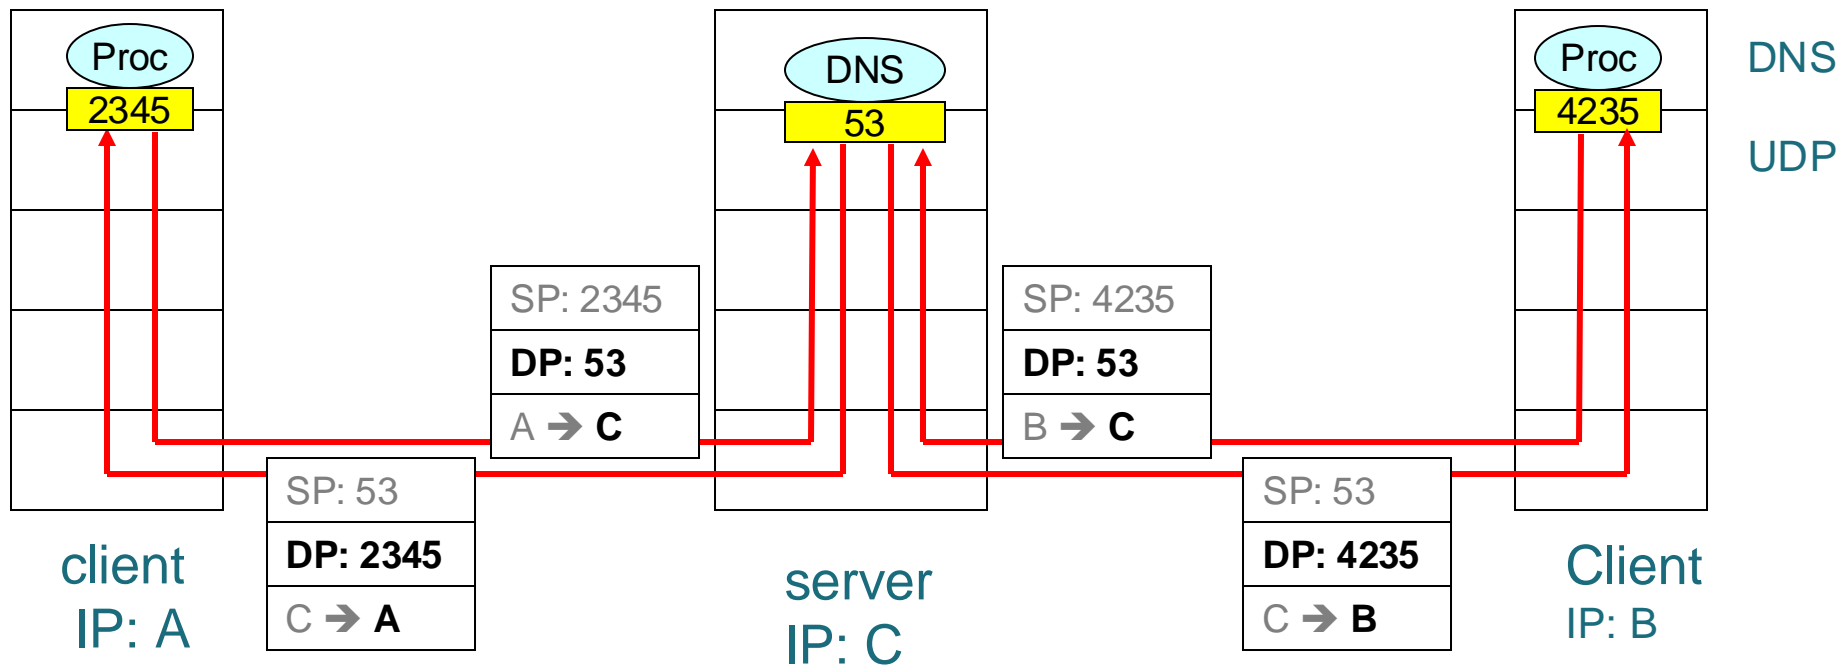 Proc
2345
DNS
53
Proc
4235
DNS
UDP
SP: 2345
DP: 53
A ➔ C
SP: 4235
DP: 53
B ➔ C
SP: 53
DP: 2345
C ➔ A
SP: 53
DP: 4235
C ➔ B
client
IP: A
server
IP: C
Client
IP: B